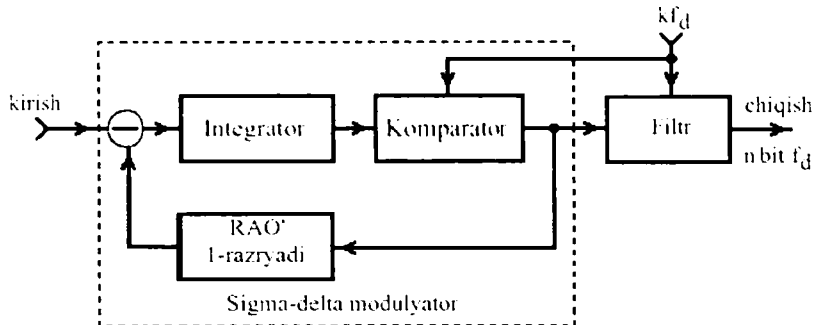 kf_d
kirish
Integrator
Komparator
Filtr
chiqish
n bit f_d
RAO'
1-razryadi
Sigma-delta modulyator